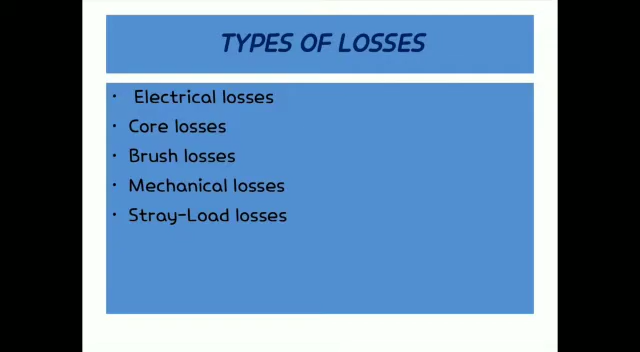 TYPES OF LOSSES
• Electrical losses
• Core losses
• Brush losses
• Mechanical losses
• Stray-Load losses